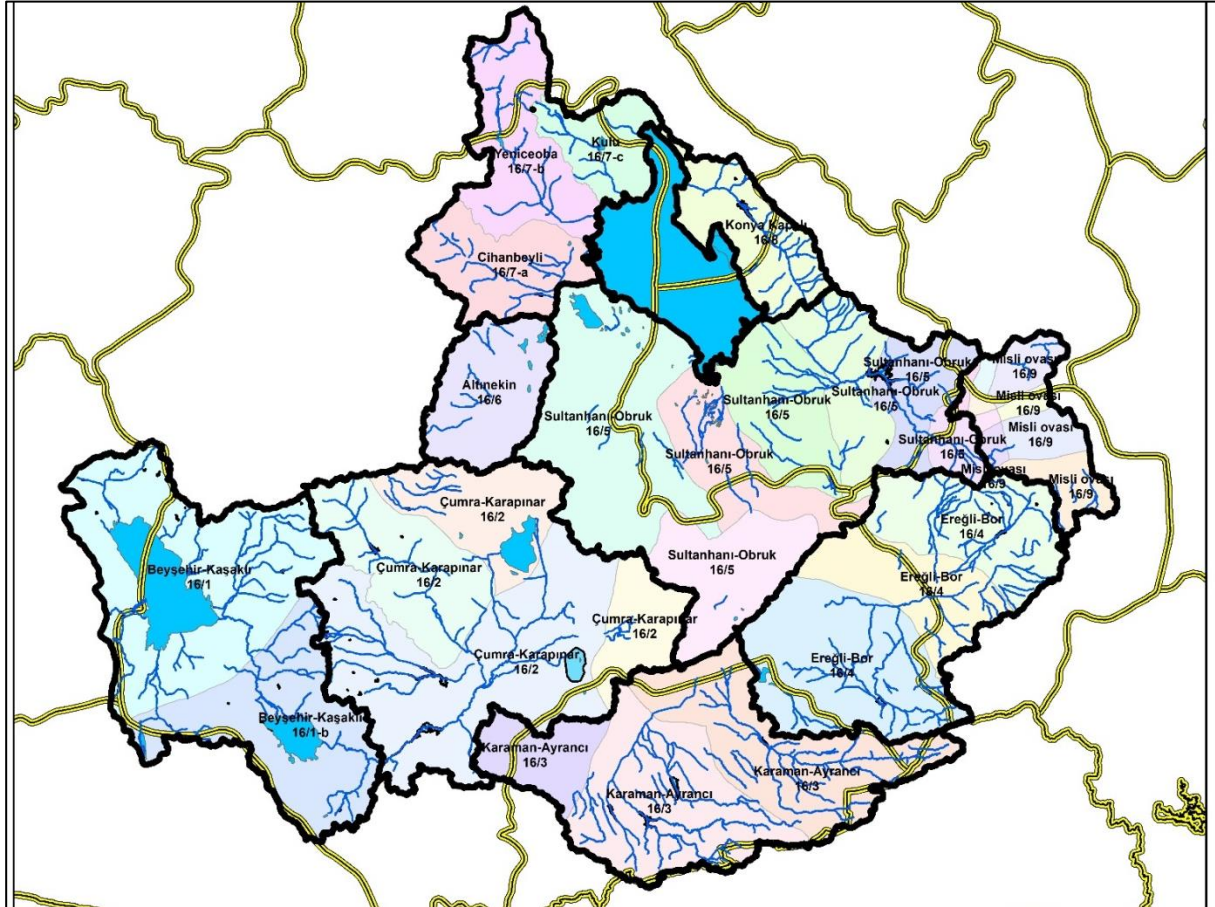 Kulu
16/7-c
Yeniceoba
16/7-b
Konya Kapalı
16/8
Cihanbeyli
16/7-a
Sultanhanı-Obruk
16/5
Misli ovası
16/9
Altınekin
16/6
Sultanhanı-Obruk
16/5
Sultanhanı-Obruk
16/5
Misli ovası
16/9
Sultanhanı-Obruk
16/5
Misli ovası
16/9
Sultanhanı-Obruk
16/5
Sultanhanı-Obruk
16/5
Misli ovası
16/9
Misli ovası
16/9
Çumra-Karapınar
16/2
Ereğli-Bor
16/4
Sultanhanı-Obruk
16/5
Beyşehir-Kaşaklı
16/1
Çumra-Karapınar
16/2
Ereğli-Bor
16/4
Çumra-Karapınar
16/2
Çumra-Karapınar
16/2
Ereğli-Bor
16/4
Beyşehir-Kaşaklı
16/1-b
Karaman-Ayrancı
16/3
Karaman-Ayrancı
16/3
Karaman-Ayrancı
16/3